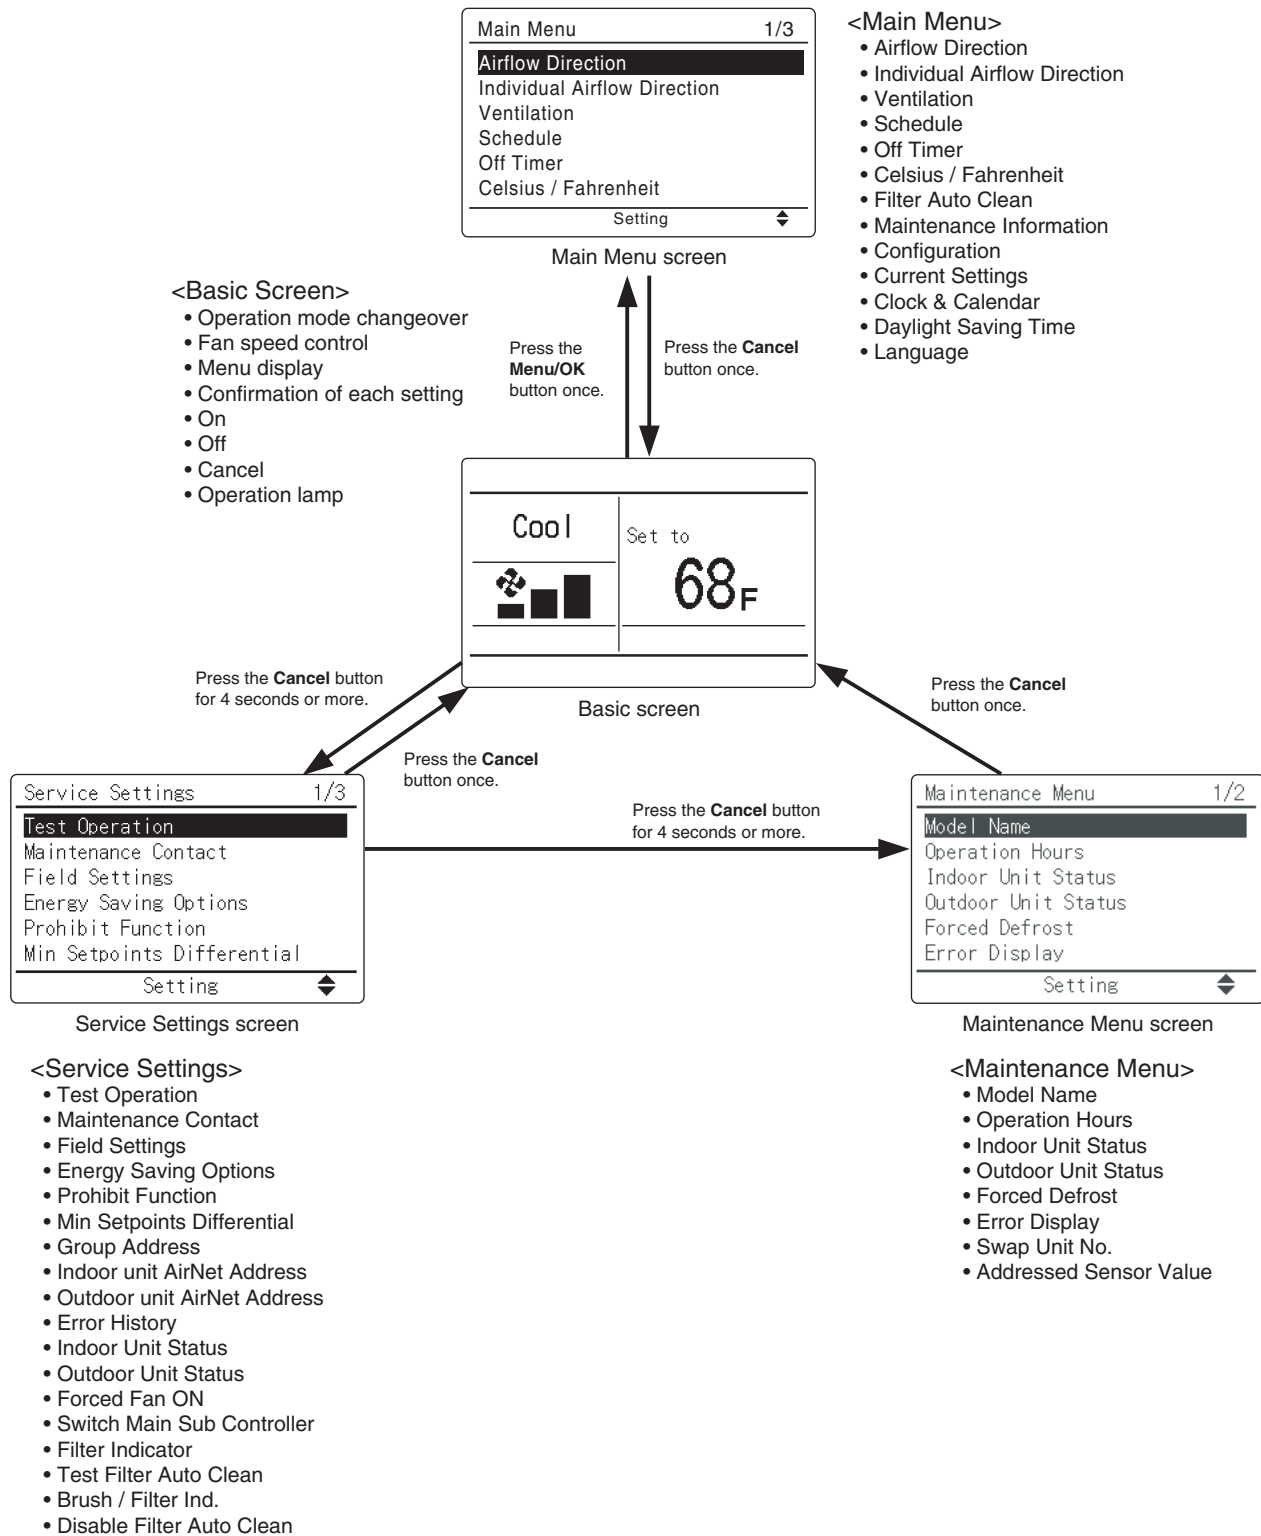 Main Menu 1/3
Airflow Direction
Individual Airflow Direction
Ventilation
Schedule
Off Timer
Celsius / Fahrenheit
Setting
Main Menu screen
<Main Menu>
• Airflow Direction
• Individual Airflow Direction
• Ventilation
• Schedule
• Off Timer
• Celsius / Fahrenheit
• Filter Auto Clean
• Maintenance Information
• Configuration
• Current Settings
• Clock & Calendar
• Daylight Saving Time
• Language
<Basic Screen>
• Operation mode changeover
• Fan speed control
• Menu display
• Confirmation of each setting
• On
• Off
• Cancel
• Operation lamp
Press the
Menu/OK
button once.
Press the Cancel
button once.
Cool
Set to
68F
Basic screen
Press the Cancel button
for 4 seconds or more.
Press the Cancel
button once.
Press the Cancel
button once.
Press the Cancel button
for 4 seconds or more.
Service Settings 1/3
Test Operation
Maintenance Contact
Field Settings
Energy Saving Options
Prohibit Function
Min Setpoints Differential
Setting
Service Settings screen
Maintenance Menu 1/2
Model Name
Operation Hours
Indoor Unit Status
Outdoor Unit Status
Forced Defrost
Error Display
Setting
Maintenance Menu screen
<Service Settings>
• Test Operation
• Maintenance Contact
• Field Settings
• Energy Saving Options
• Prohibit Function
• Min Setpoints Differential
• Group Address
• Indoor unit AirNet Address
• Outdoor unit AirNet Address
• Error History
• Indoor Unit Status
• Outdoor Unit Status
• Forced Fan ON
• Switch Main Sub Controller
• Filter Indicator
• Test Filter Auto Clean
• Brush / Filter Ind.
• Disable Filter Auto Clean
<Maintenance Menu>
• Model Name
• Operation Hours
• Indoor Unit Status
• Outdoor Unit Status
• Forced Defrost
• Error Display
• Swap Unit No.
• Addressed Sensor Value